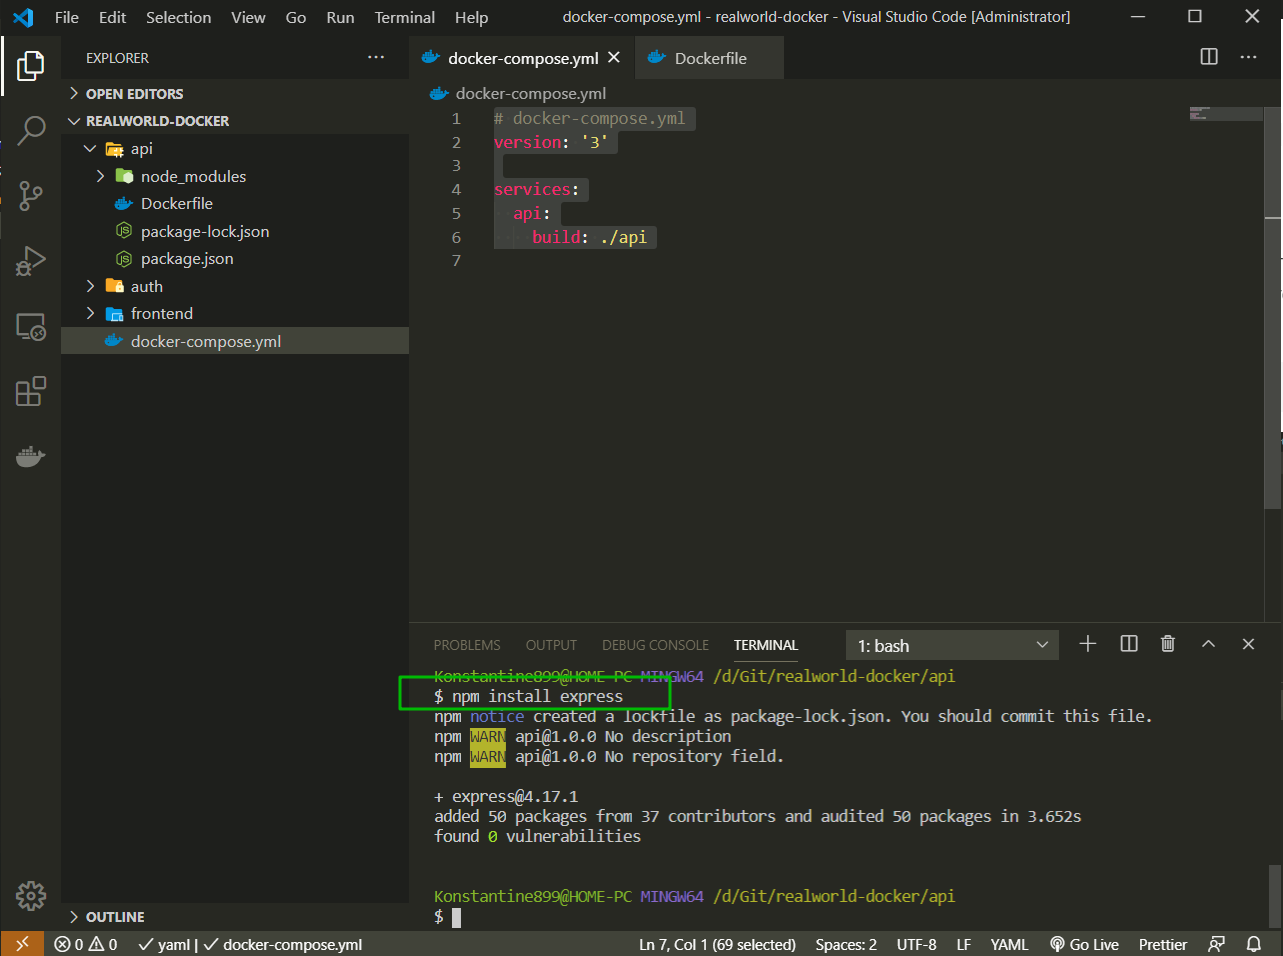 File Edit Selection View Go Run Terminal Help
docker-compose.yml - realworld-docker - Visual Studio Code [Administrator]
EXPLORER
OPEN EDITORS
REALWORLD-DOCKER
api
node_modules
Dockerfile
package-lock.json
package.json
auth
frontend
docker-compose.yml
OUTLINE
docker-compose.yml
Dockerfile
docker-compose.yml
1 # docker-compose.yml
2 version: '3'
3
4 services:
5 api:
6 build: ./api
7
PROBLEMS OUTPUT DEBUG CONSOLE TERMINAL 1: bash
Konstantine899@HOME-PC MINGW64 /d/Git/realworld-docker/api
$ npm install express
npm notice created a lockfile as package-lock.json. You should commit this file.
npm WARN api@1.0.0 No description
npm WARN api@1.0.0 No repository field.
+ express@4.17.1
added 50 packages from 37 contributors and audited 50 packages in 3.652s
found 0 vulnerabilities
Konstantine899@HOME-PC MINGW64 /d/Git/realworld-docker/api
$
0 0 yaml | docker-compose.yml Ln 7, Col 1 (69 selected) Spaces: 2 UTF-8 LF YAML Go Live Prettier